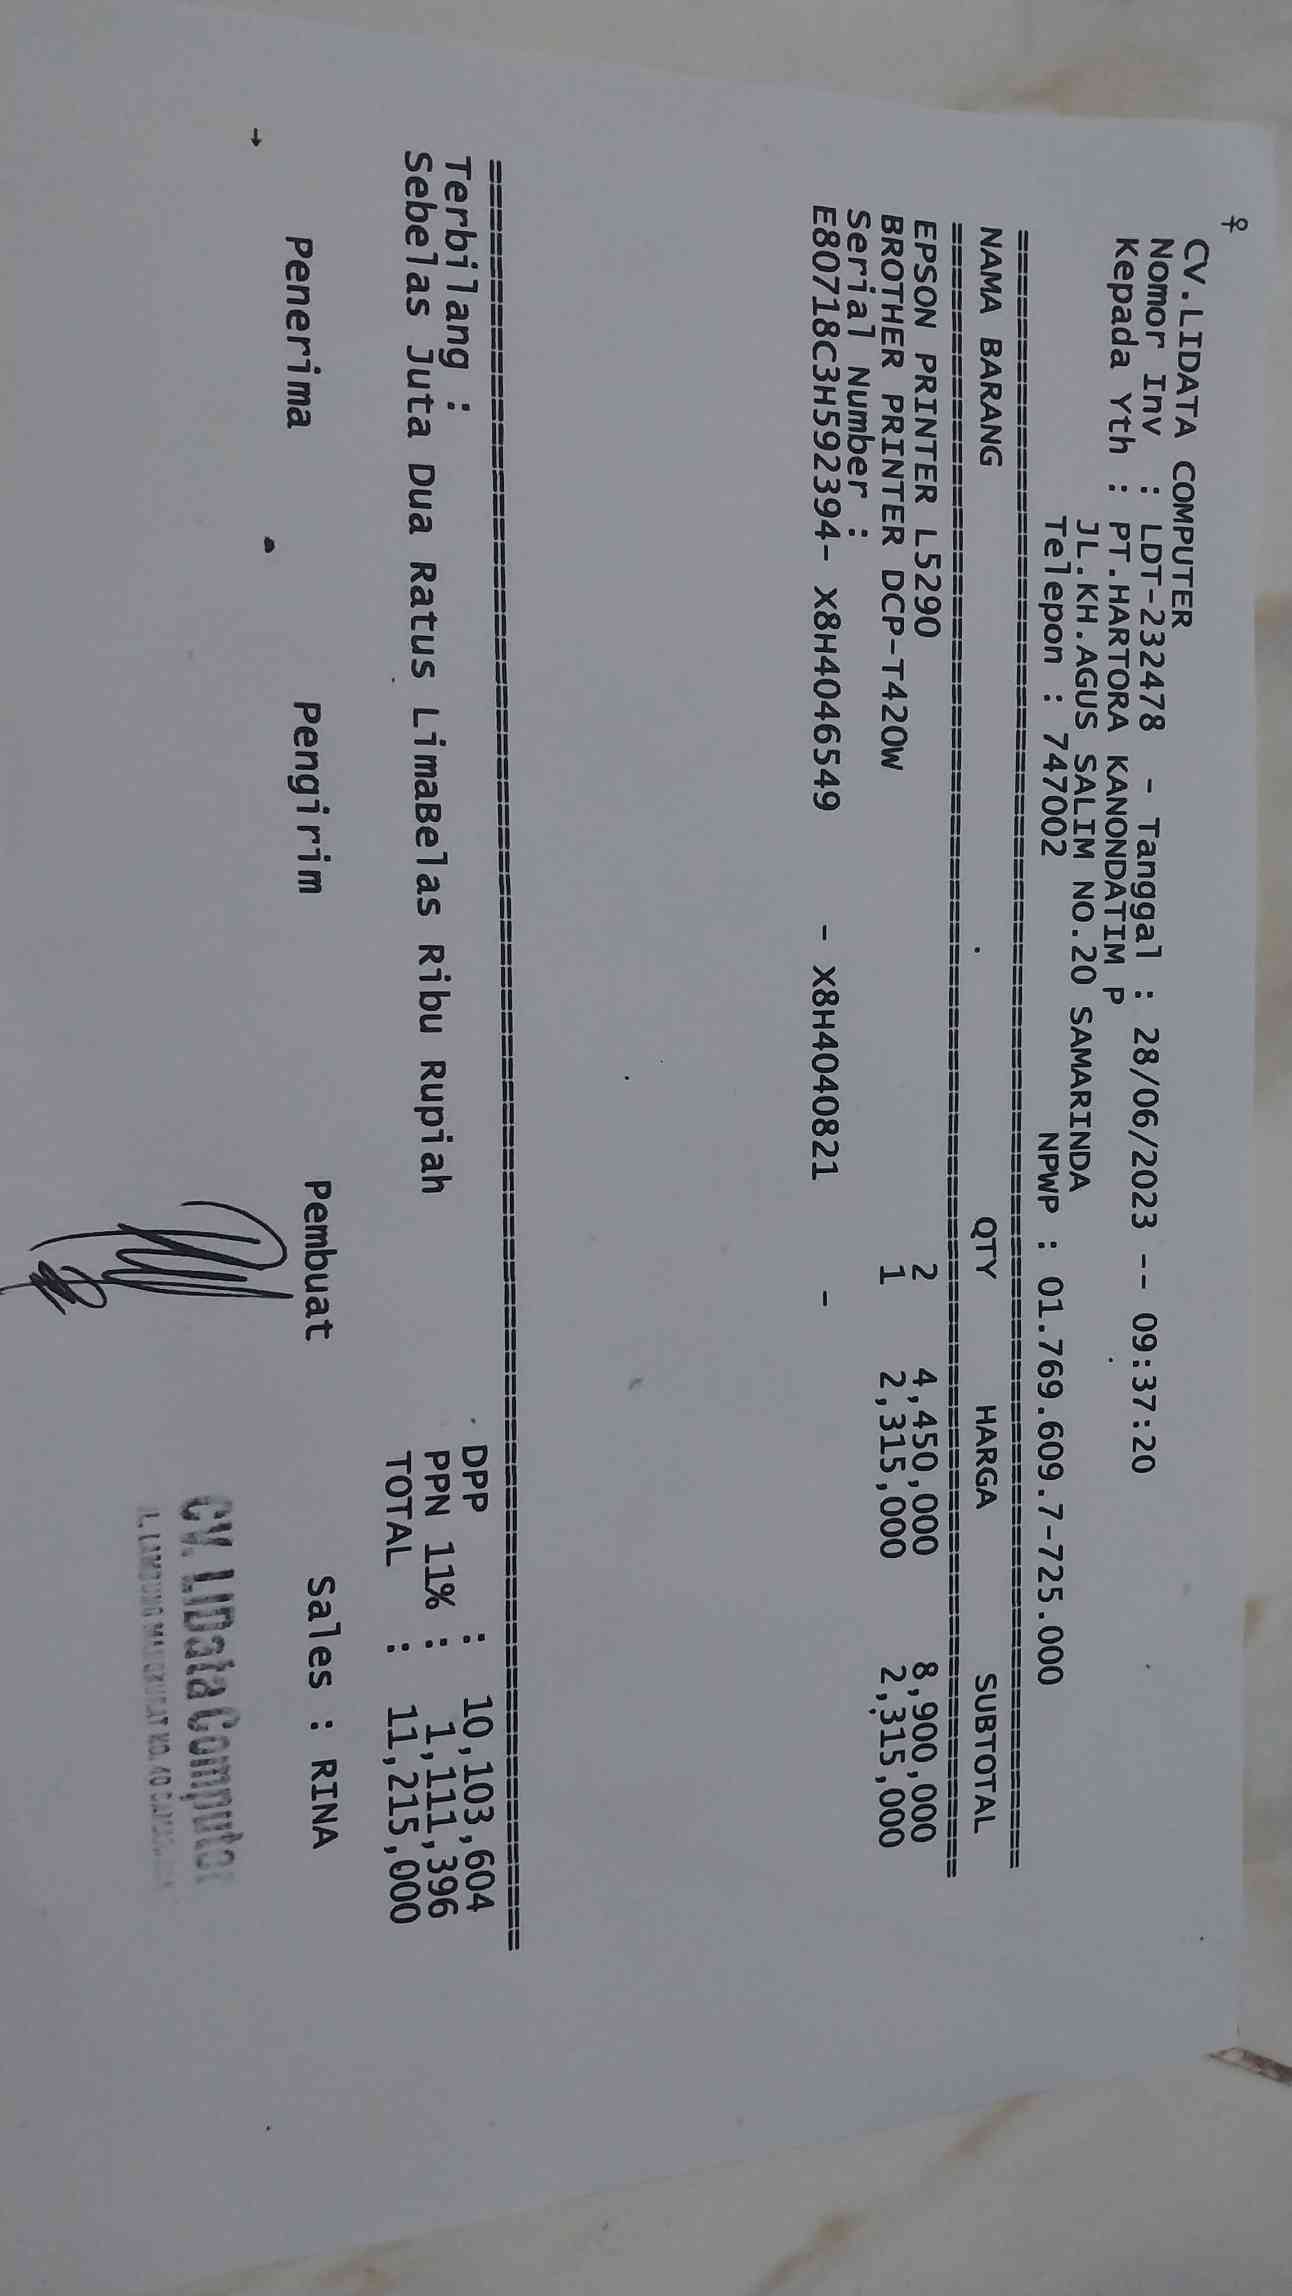 CV.LIDATA COMPUTER
Nomor Inv : LDT-232478 - Tanggal : 28/06/2023 -- 09:37:20
Kepada Yth : PT.HARTORA KANONDATIM P
JL.KH.AGUS SALIM NO.20 SAMARINDA
Telepon : 747002 NPWP : 01.769.609.7-725.000
NAMA BARANG QTY HARGA SUBTOTAL
EPSON PRINTER L5290 2 4,450,000 8,900,000
BROTHER PRINTER DCP-T420W 1 2,315,000 2,315,000
Serial Number :
E80718C3H592394- X8H4046549 - X8H4040821 -
DPP : 10,103,604
Terbilang : PPN 11% : 1,111,396
Sebelas Juta Dua Ratus LimaBelas Ribu Rupiah TOTAL : 11,215,000
Penerima Pengirim Pembuat Sales : RINA
CV. LIData Computer